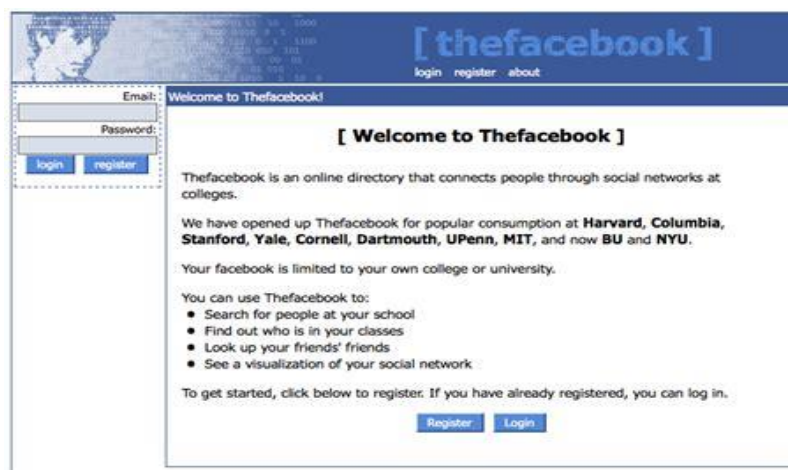 [ thefacebook ]
login register about
Email:
Password:
login register
Welcome to Thefacebook!
[ Welcome to Thefacebook ]
Thefacebook is an online directory that connects people through social networks at
colleges.
We have opened up Thefacebook for popular consumption at Harvard, Columbia,
Stanford, Yale, Cornell, Dartmouth, UPenn, MIT, and now BU and NYU.
Your facebook is limited to your own college or university.
You can use Thefacebook to:
• Search for people at your school
• Find out who is in your classes
• Look up your friends' friends
• See a visualization of your social network
To get started, click below to register. If you have already registered, you can log in.
Register Login